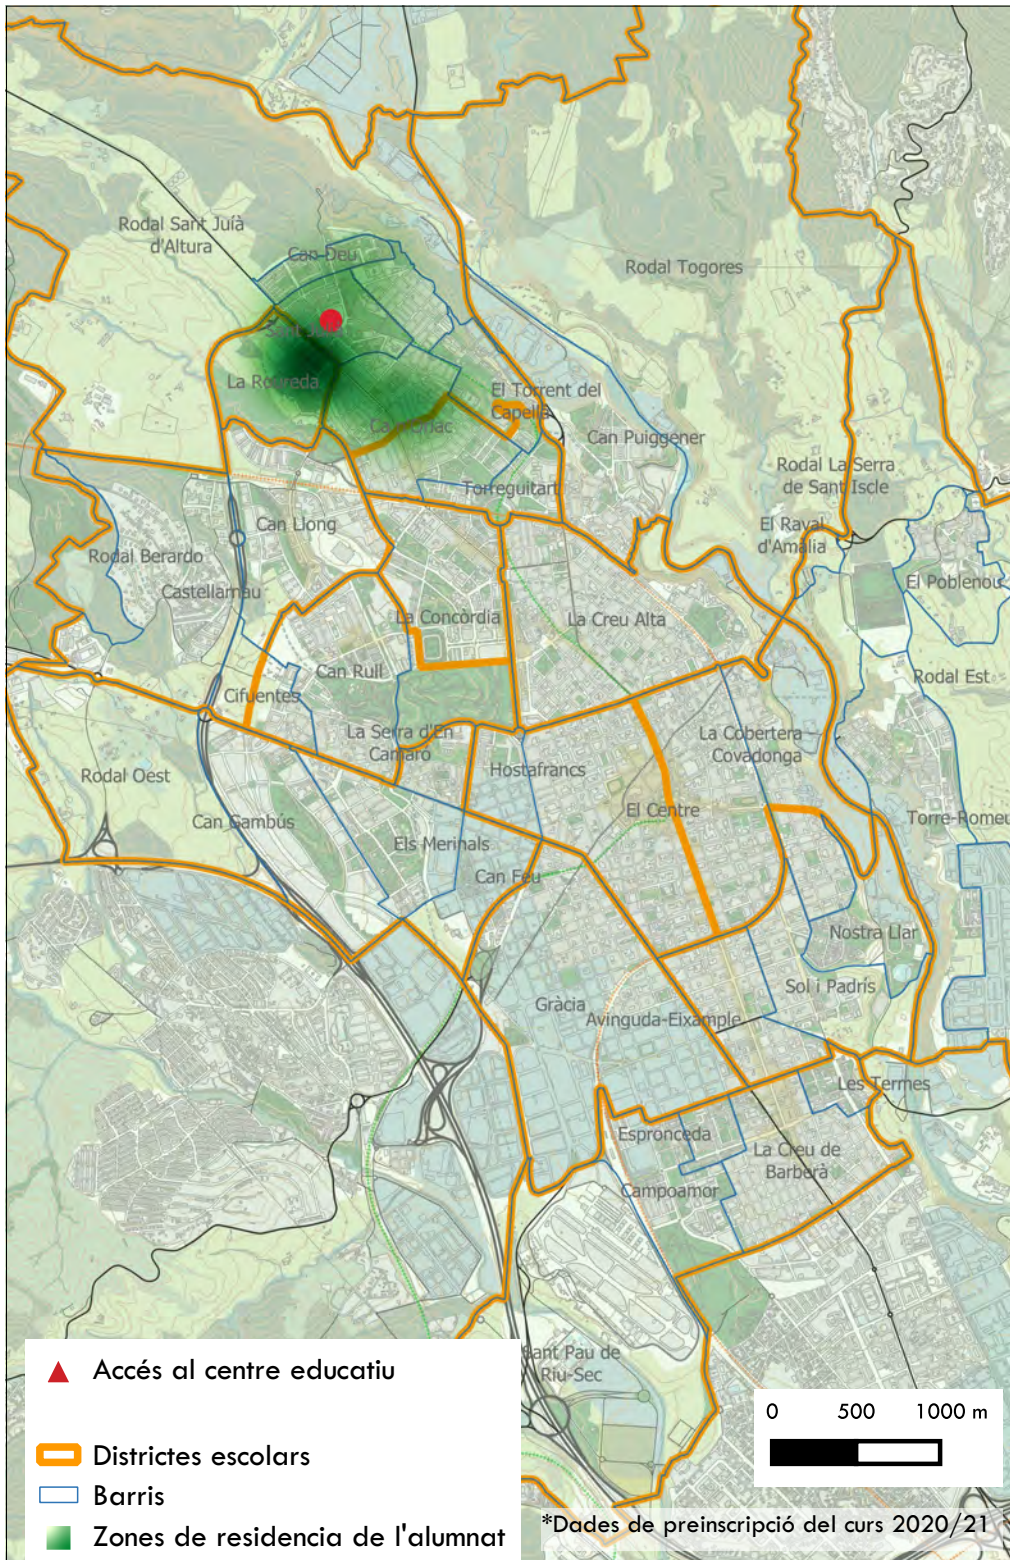 Rodal Sant Juíà
d'Altura
Can Deu
Rodal Togores
La Roureda
El Torrent del
Capellà
Can Puiggener
Rodal La Serra
de Sant Iscle
Torreguitart
Can Llong
El Raval
d'Amàlia
Rodal Berardo
Castellarnau
El Poblenou
La Concòrdia
La Creu Alta
Can Rull
Rodal Est
Cifuentes
La Serra d'En
Camaró
La Cobertera
Covadonga
Hostafrancs
Rodal Oest
El Centre
Can Gambús
Torre-Romeu
Els Merinals
Can Feu
Nostra Llar
Sol i Padrís
Gràcia
Avinguda-Eixample
Les Termes
Espronceda
La Creu de
Barberà
Campoamor
Sant Pau de
Riu-Sec
Accés al centre educatiu
Districtes escolars
Barris
Zones de residencia de l'alumnat
0 500 1000 m
*Dades de preinscripció del curs 2020/21